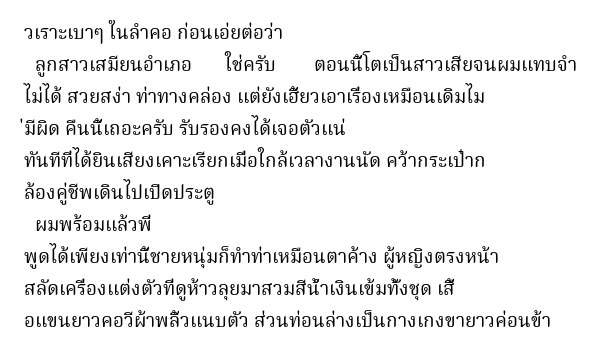 วเราะเบาๆ ในลำคอ ก่อนเอ่ยต่อว่า
ลูกสาวเสมียนอำเภอ ใช่ครับ ตอนนี้โตเป็นสาวเสียจนผมแทบจำ
ไม่ได้ สวยสง่า ท่าทางคล่อง แต่ยังเฮี้ยวเอาเรื่องเหมือนเดิมไม
่มีผิด คืนนี้เถอะครับ รับรองคงได้เจอตัวแน่
ทันทีที่ได้ยินเสียงเคาะเรียกเมื่อใกล้เวลางานนัด คว้ากระเป๋าก
ล้องคู่ชีพเดินไปเปิดประตู
ผมพร้อมแล้วพี่
พูดได้เพียงเท่านี้ชายหนุ่มก็ทำท่าเหมือนตาค้าง ผู้หญิงตรงหน้า
สลัดเครื่องแต่งตัวที่ดูห้าวลุยมาสวมสีน้ำเงินเข้มทั้งชุด เสื้
อแขนยาวคอวีผ้าพลิ้วแนบตัว ส่วนท่อนล่างเป็นกางเกงขายาวค่อนข้า